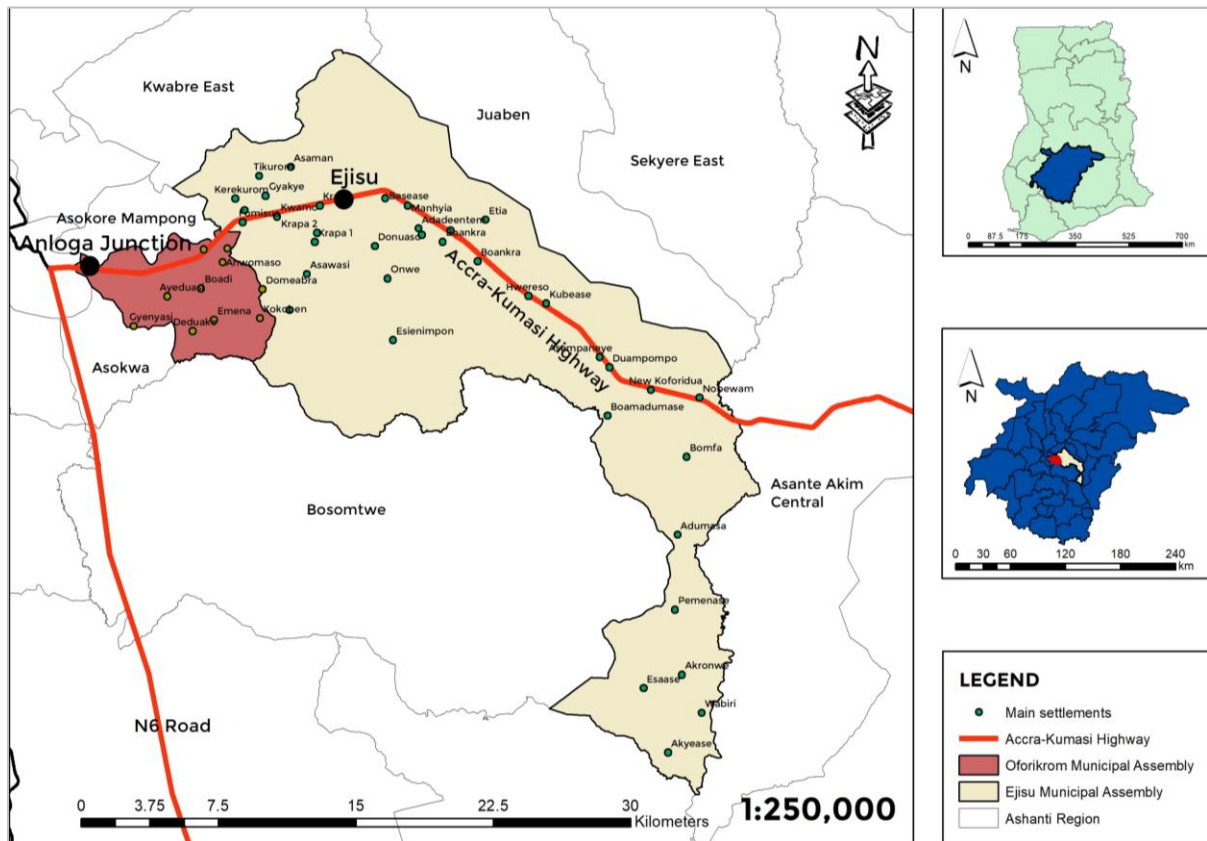 Kwabre East
Juaben
Sekyere East
N
Asaman
Tikurom
Ejisu
Kerekurom
Gyakye
Besease
Kwamo
Manhyia
Etia
Asokore Mampong
Fumisua
Krapa 2
Adadeentem
Anloga Junction
Krapa 1
Donuaso
Boankra
Anwomaso
Boankra
Asawasi
Onwe
Boadi
Domeabra
Ayeduase
Hwereso
Kubease
Accra-Kumasi Highway
Emena
Kokoben
Gyenyasi
Deduako
Esienimpon
Duampompo
Asokwa
New Koforidua
Nobewam
Boamadumase
Bomfa
Asante Akim
Central
Bosomtwe
Adumasa
Pemenase
Akronwe
Esaase
Wabiri
N6 Road
Akyease
0 3.75 7.5 15 22.5 30
Kilometers
1:250,000
N
0 87.5 175 350 525 700
km
N
0 30 60 120 180 240
km
LEGEND
Main settlements
Accra-Kumasi Highway
Oforikrom Municipal Assembly
Ejisu Municipal Assembly
Ashanti Region